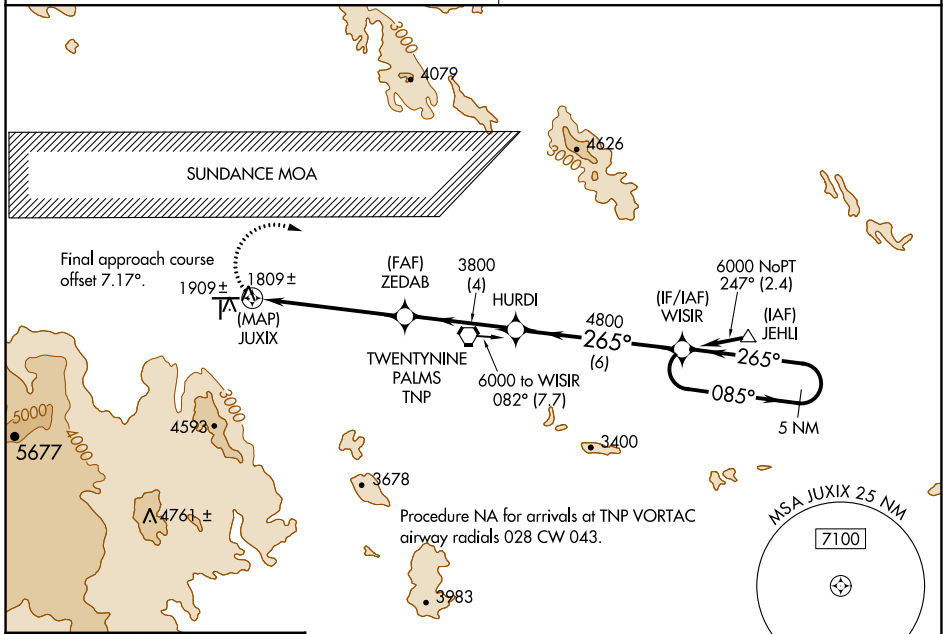 3000
4079
4626
3000
SUNDANCE MOA
Final approach course
offset 7.17°.
1909 ±
1809 ±
(MAP)
JUXIX
(FAF)
ZEDAB
3800
(4)
HURDI
TWENTYNINE
PALMS
TNP
6000 to WISIR
082° (7.7)
4800
265°
(6)
(IF/IAF)
WISIR
6000 NoPT
247° (2.4)
(IAF)
JEHLI
265°
085°
5 NM
5000
4000
5677
4593
3000
4761 ±
3678
3400
Procedure NA for arrivals at TNP VORTAC
airway radials 028 CW 043.
3983
MSA JUXIX 25 NM
7100